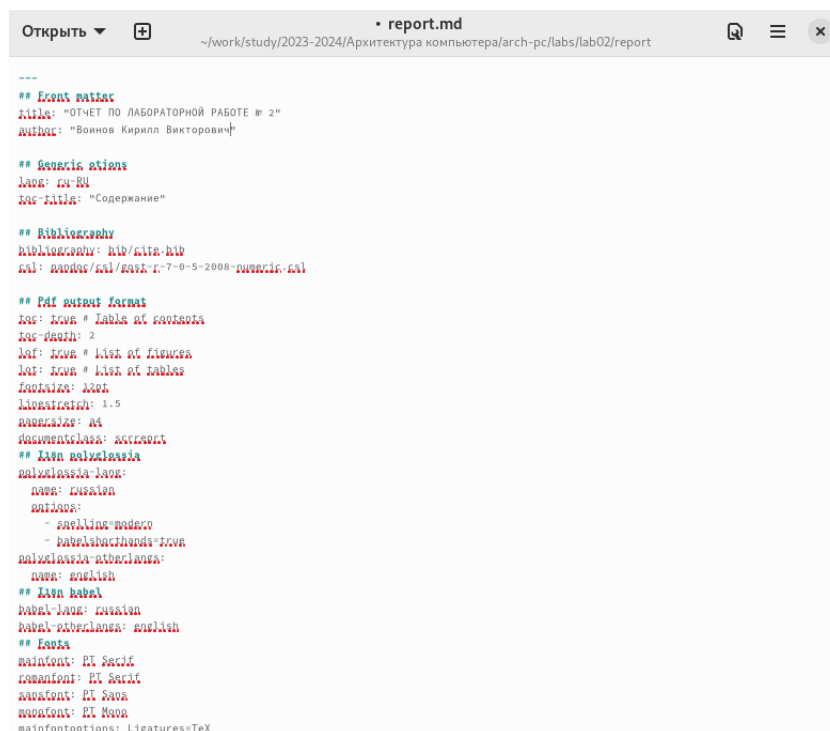 Открыть
• report.md
~/work/study/2023-2024/Архитектура компьютера/arch-pc/labs/lab02/report
---
## Front matter
title: "ОТЧЕТ ПО ЛАБОРАТОРНОЙ РАБОТЕ № 2"
author: "Воинов Кирилл Викторович"
## Generic otions
lang: ru-RU
toc-title: "Содержание"
## Bibliography
bibliography: bib/cite.bib
csl: pandoc/csl/gost-r-7-0-5-2008-numeric.csl
## Pdf output format
toc: true # Table of contents
toc-depth: 2
lof: true # List of figures
lot: true # List of tables
fontsize: 12pt
linestretch: 1.5
papersize: a4
documentclass: scrreprt
## I18n polyglossia
polyglossia-lang:
  name: russian
  options:
    - spelling=modern
    - babelshorthands=true
polyglossia-otherlangs:
  name: english
## I18n babel
babel-lang: russian
babel-otherlangs: english
## Fonts
mainfont: PT Serif
romanfont: PT Serif
sansfont: PT Sans
monofont: PT Mono
mainfontoptions: Ligatures=TeX